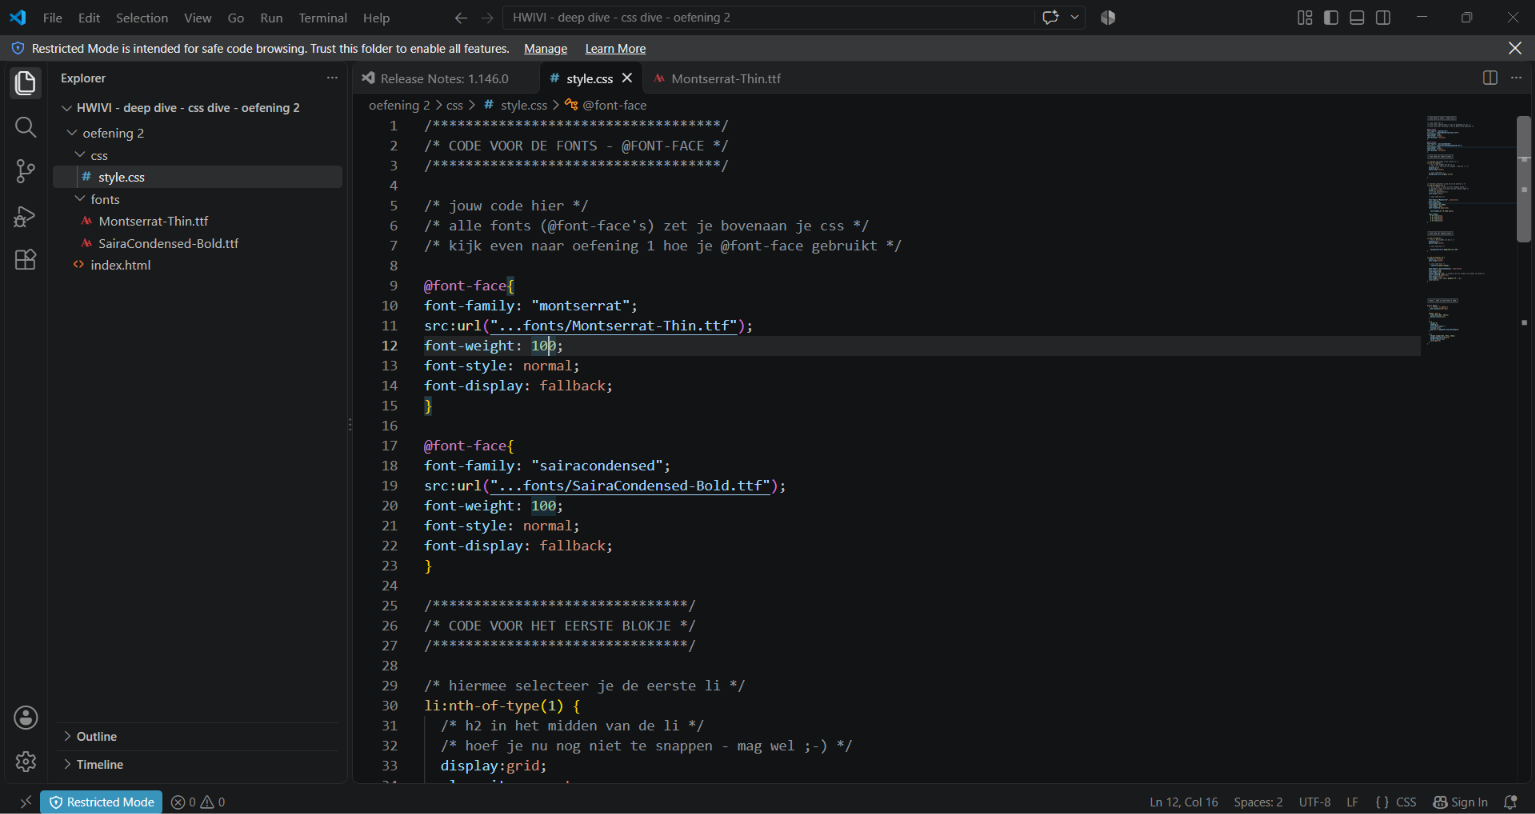 File Edit Selection View Go Run Terminal Help
HWIVI - deep dive - css dive - oefening 2
Restricted Mode is intended for safe code browsing. Trust this folder to enable all features. Manage Learn More
Explorer
HWIVI - deep dive - css dive - oefening 2
oefening 2
css
# style.css
fonts
Montserrat-Thin.ttf
SairaCondensed-Bold.ttf
<> index.html
Outline
Timeline
Release Notes: 1.146.0 # style.css Montserrat-Thin.ttf
oefening 2 > css > # style.css > @font-face
1 /***********************************/
2 /* CODE VOOR DE FONTS - @FONT-FACE */
3 /***********************************/
4
5 /* jouw code hier */
6 /* alle fonts (@font-face's) zet je bovenaan je css */
7 /* kijk even naar oefening 1 hoe je @font-face gebruikt */
8
9 @font-face{
10 font-family: "montserrat";
11 src:url("...fonts/Montserrat-Thin.ttf");
12 font-weight: 100;
13 font-style: normal;
14 font-display: fallback;
15 }
16
17 @font-face{
18 font-family: "sairacondensed";
19 src:url("...fonts/SairaCondensed-Bold.ttf");
20 font-weight: 100;
21 font-style: normal;
22 font-display: fallback;
23 }
24
25 /*******************************/
26 /* CODE VOOR HET EERSTE BLOKJE */
27 /*******************************/
28
29 /* hiermee selecteer je de eerste li */
30 li:nth-of-type(1) {
31 /* h2 in het midden van de li */
32 /* hoef je nu nog niet te snappen - mag wel ;-) */
33 display:grid;
Restricted Mode 0 0
Ln 12, Col 16 Spaces: 2 UTF-8 LF { } CSS Sign In